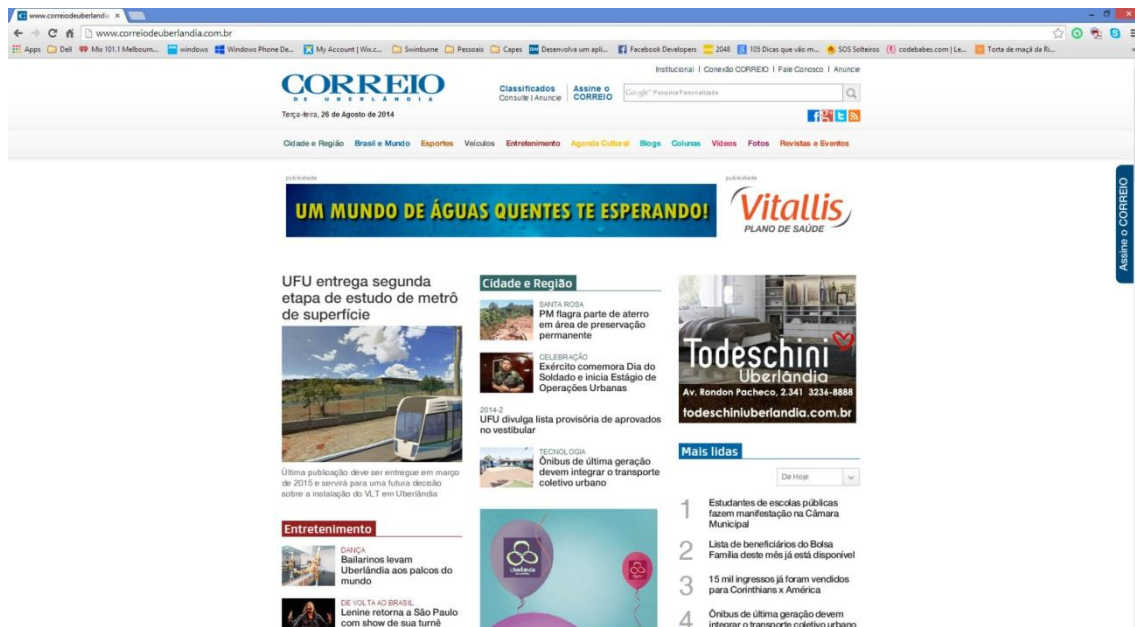 www.correiodeuberlandia
www.correiodeuberlandia.com.br
Apps Dell Mix 101.1 Melbourn... windows Windows Phone De... My Account | Wix.c... Swinburne Pessoais Capes Desenvolva um apli... Facebook Developers 2048 105 Dicas que vão m... SOS Solteiros codebabes.com | Le... Torta de maçã da Ri...
Institucional | Conexão CORREIO | Fale Conosco | Anuncie
CORREIO
DE UBERLÂNDIA
Classificados
Consulte | Anuncie
Assine o
CORREIO
Google™ Pesquisa Personalizada
Terça-feira, 26 de Agosto de 2014
Cidade e Região Brasil e Mundo Esportes Veículos Entretenimento Agenda Cultural Blogs Colunas Vídeos Fotos Revistas e Eventos
publicidade
publicidade
UM MUNDO DE ÁGUAS QUENTES TE ESPERANDO!
Vitallis
PLANO DE SAÚDE
Assine o CORREIO
UFU entrega segunda
etapa de estudo de metrô
de superfície
Última publicação deve ser entregue em março
de 2015 e servirá para uma futura decisão
sobre a instalação do VLT em Uberlândia
Entretenimento
DANÇA
Bailarinos levam
Uberlândia aos palcos do
mundo
DE VOLTA AO BRASIL
Lenine retorna a São Paulo
com show de sua turnê
Cidade e Região
SANTA ROSA
PM flagra parte de aterro
em área de preservação
permanente
CELEBRAÇÃO
Exército comemora Dia do
Soldado e inicia Estágio de
Operações Urbanas
2014-2
UFU divulga lista provisória de aprovados
no vestibular
TECNOLOGIA
Ônibus de última geração
devem integrar o transporte
coletivo urbano
Uberlândia
Todeschini
Uberlândia
Av. Rondon Pacheco, 2.341 3236-8888
todeschiniuberlandia.com.br
Mais lidas
De Hoje
1 Estudantes de escolas públicas
fazem manifestação na Câmara
Municipal
2 Lista de beneficiários do Bolsa
Família deste mês já está disponível
3 15 mil ingressos já foram vendidos
para Corinthians x América
4 Ônibus de última geração devem
integrar o transporte coletivo urbano